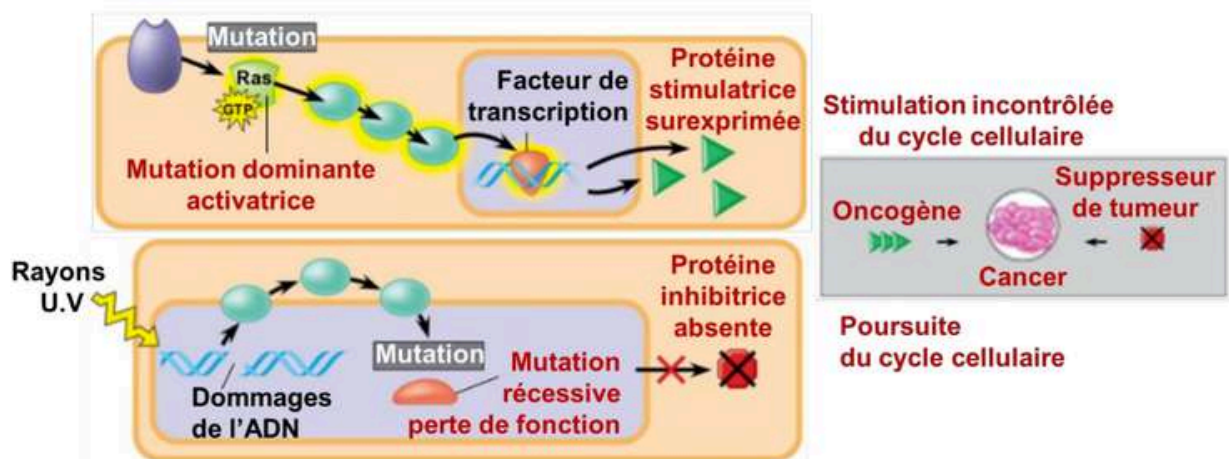 Mutation
Ras
GTP
Mutation dominante
activatrice
Facteur de
transcription
Protéine
stimulatrice
surexprimée
Stimulation incontrôlée
du cycle cellulaire
Oncogène
Suppresseur
de tumeur
Cancer
Rayons
U.V
Dommages
de l'ADN
Mutation
Mutation
récessive
perte de fonction
Protéine
inhibitrice
absente
Poursuite
du cycle cellulaire